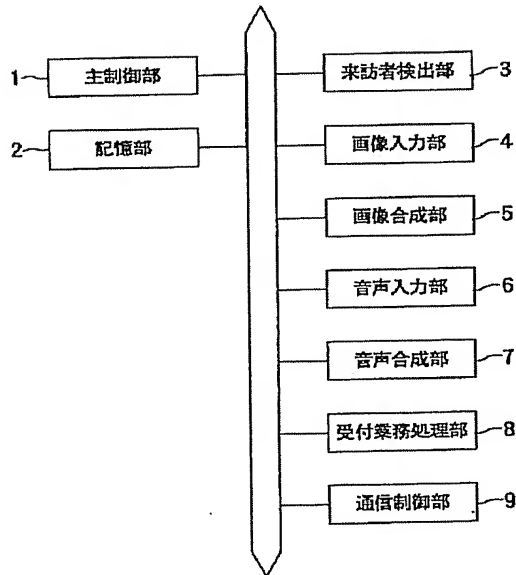 1 主制御部
2 記憶部
来訪者検出部 3
画像入力部 4
画像合成部 5
音声入力部 6
音声合成部 7
受付業務処理部 8
通信制御部 9